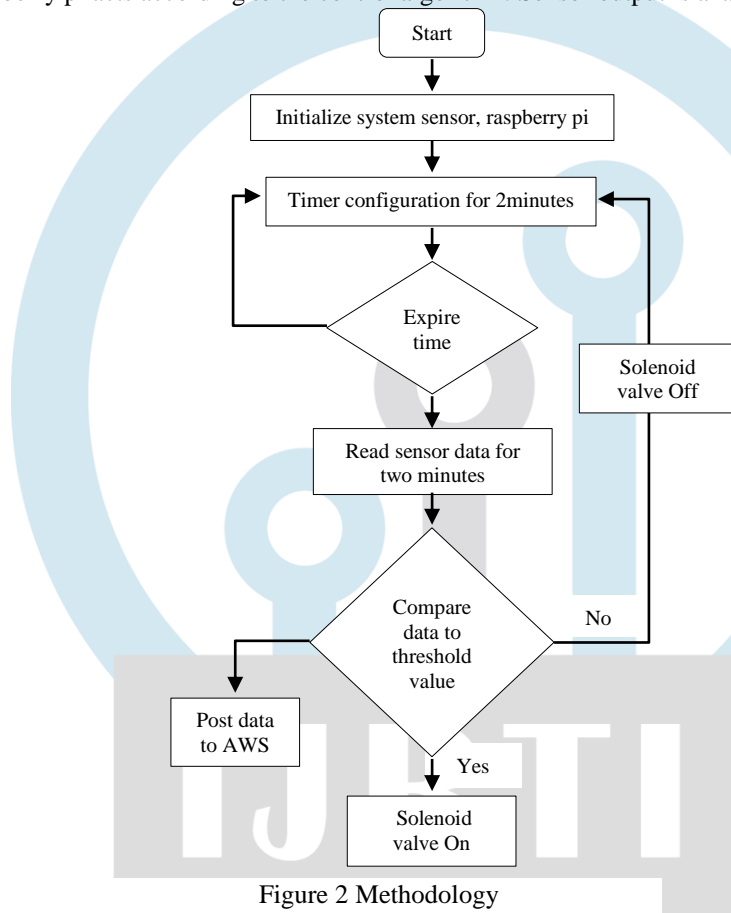 Start
Initialize system sensor, raspberry pi
Timer configuration for 2minutes
Expire
time
Solenoid
valve Off
Read sensor data for
two minutes
Compare
data to
threshold
value
No
Post data
to AWS
Yes
Solenoid
valve On
IJRTI
Figure 2 Methodology